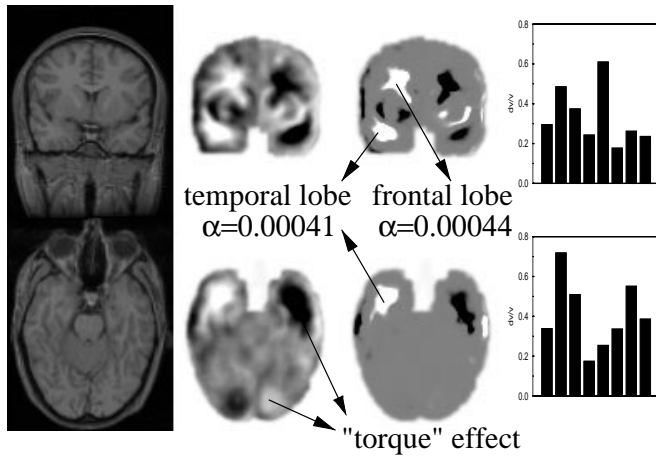 0.8
0.6
0.4
0.2
0.0
dv/v
temporal lobe
α=0.00041
frontal lobe
α=0.00044
0.8
0.6
0.4
0.2
0.0
dv/v
"torque" effect